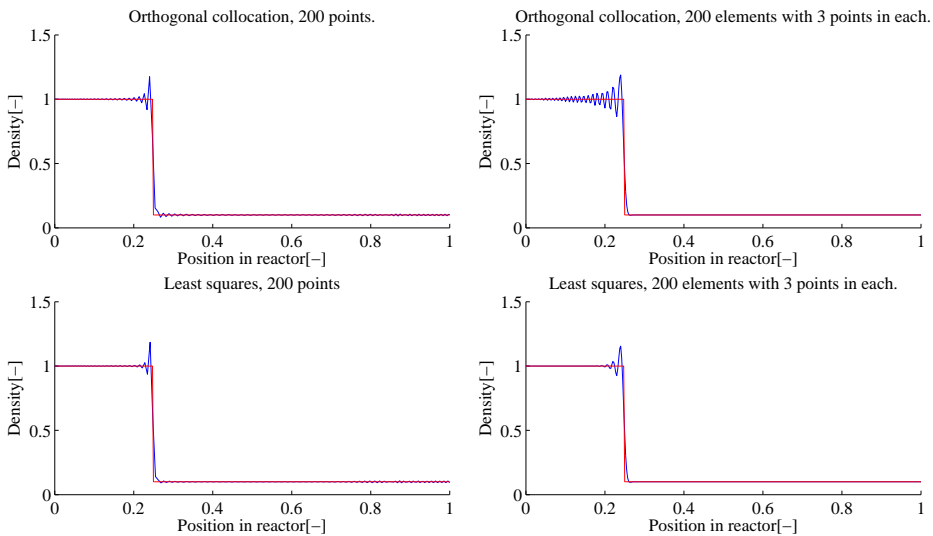 Orthogonal collocation, 200 points.
1.5
1
0.5
0
Density[−]
0 0.2 0.4 0.6 0.8 1
Position in reactor[−]
Orthogonal collocation, 200 elements with 3 points in each.
1.5
1
0.5
0
Density[−]
0 0.2 0.4 0.6 0.8 1
Position in reactor[−]
Least squares, 200 points
1.5
1
0.5
0
Density[−]
0 0.2 0.4 0.6 0.8 1
Position in reactor[−]
Least squares, 200 elements with 3 points in each.
1.5
1
0.5
0
Density[−]
0 0.2 0.4 0.6 0.8 1
Position in reactor[−]